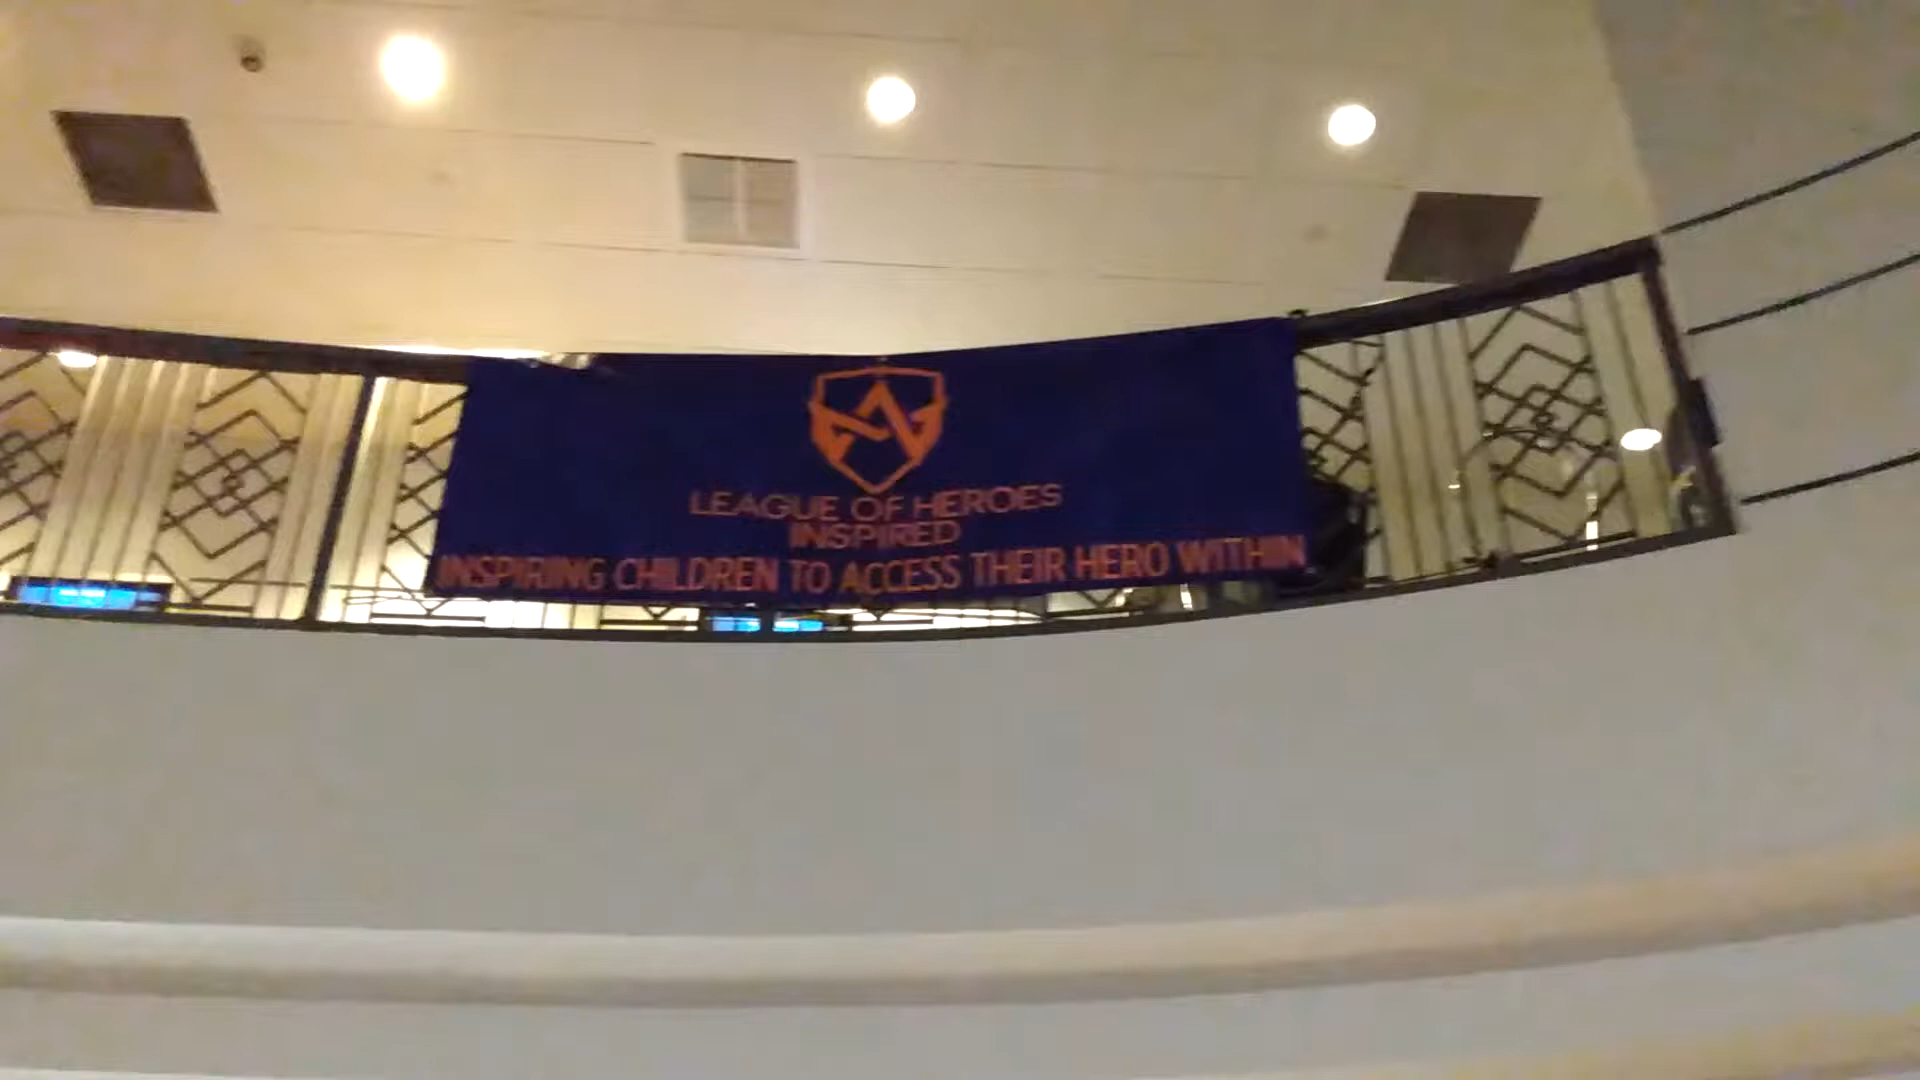 LEAGUE OF HEROES
INSPIRED
INSPIRING CHILDREN TO ACCESS THEIR HERO WITHIN